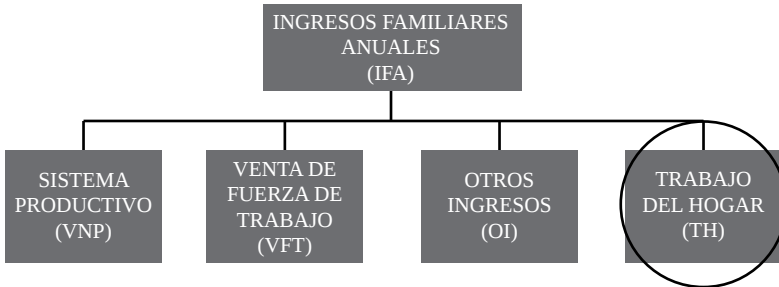 INGRESOS FAMILIARES
ANUALES
(IFA)
SISTEMA
PRODUCTIVO
(VNP)
VENTA DE
FUERZA DE
TRABAJO
(VFT)
OTROS
INGRESOS
(OI)
TRABAJO
DEL HOGAR
(TH)